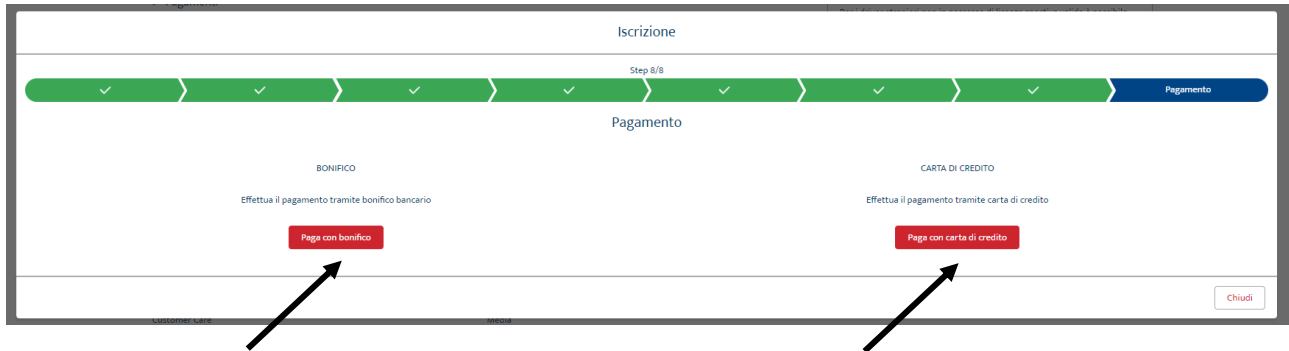 Pagamenti
Iscrizione
Step 8/8
Pagamento
Pagamento
BONIFICO
CARTA DI CREDITO
Effettua il pagamento tramite bonifico bancario
Effettua il pagamento tramite carta di credito
Paga con bonifico
Paga con carta di credito
Chiudi
Customer Care
Media